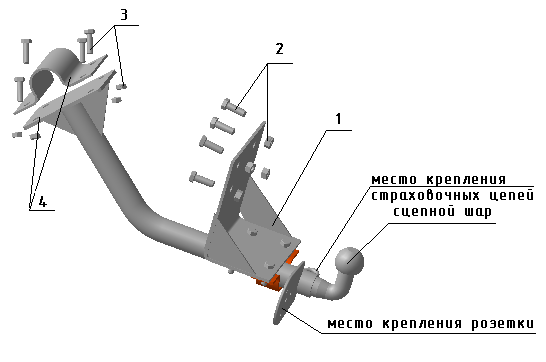 3
2
1
место крепления
страховочных цепей
сцепной шар
4
место крепления розетки